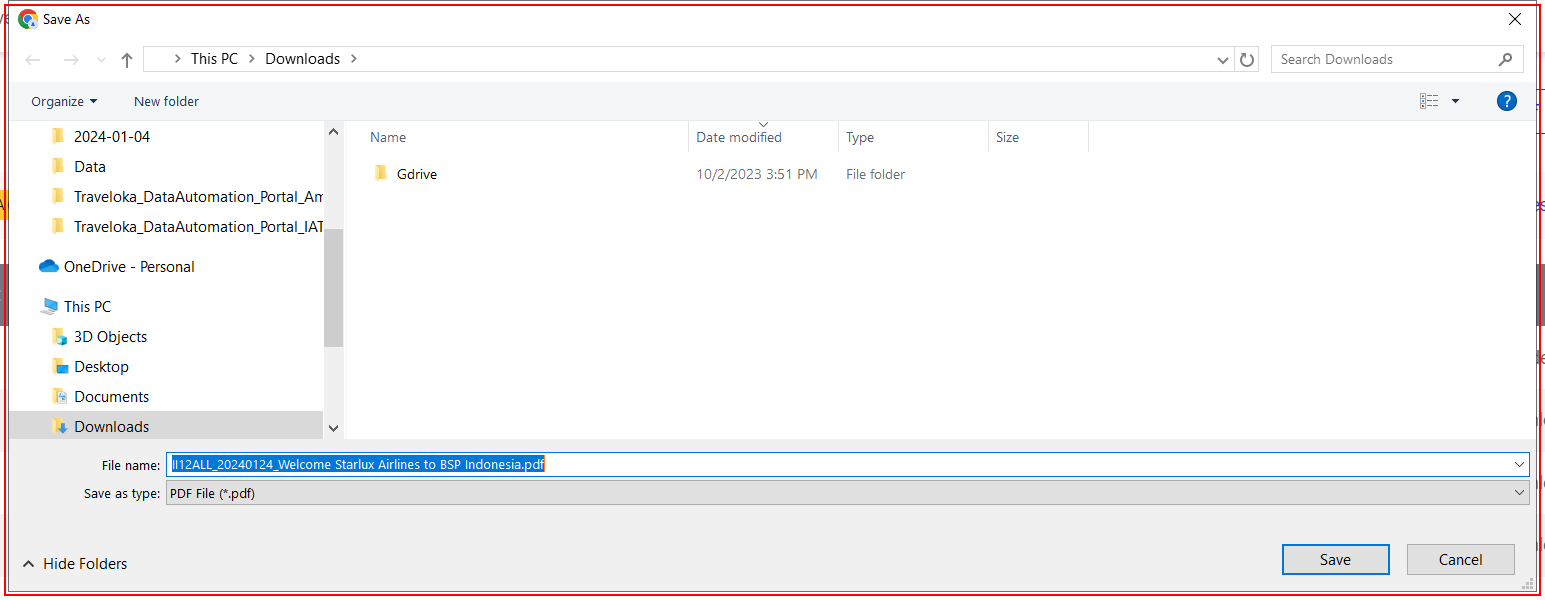 Save As
This PC > Downloads >
Search Downloads
Organize
New folder
?
Name
Date modified
Type
Size
2024-01-04
Data
Traveloka_DataAutomation_Portal_Am
Traveloka_DataAutomation_Portal_IAT
OneDrive - Personal
This PC
3D Objects
Desktop
Documents
Downloads
Gdrive
10/2/2023 3:51 PM
File folder
File name:
II12ALL_20240124_Welcome Starlux Airlines to BSP Indonesia.pdf
Save as type:
PDF File (*.pdf)
Hide Folders
Save
Cancel